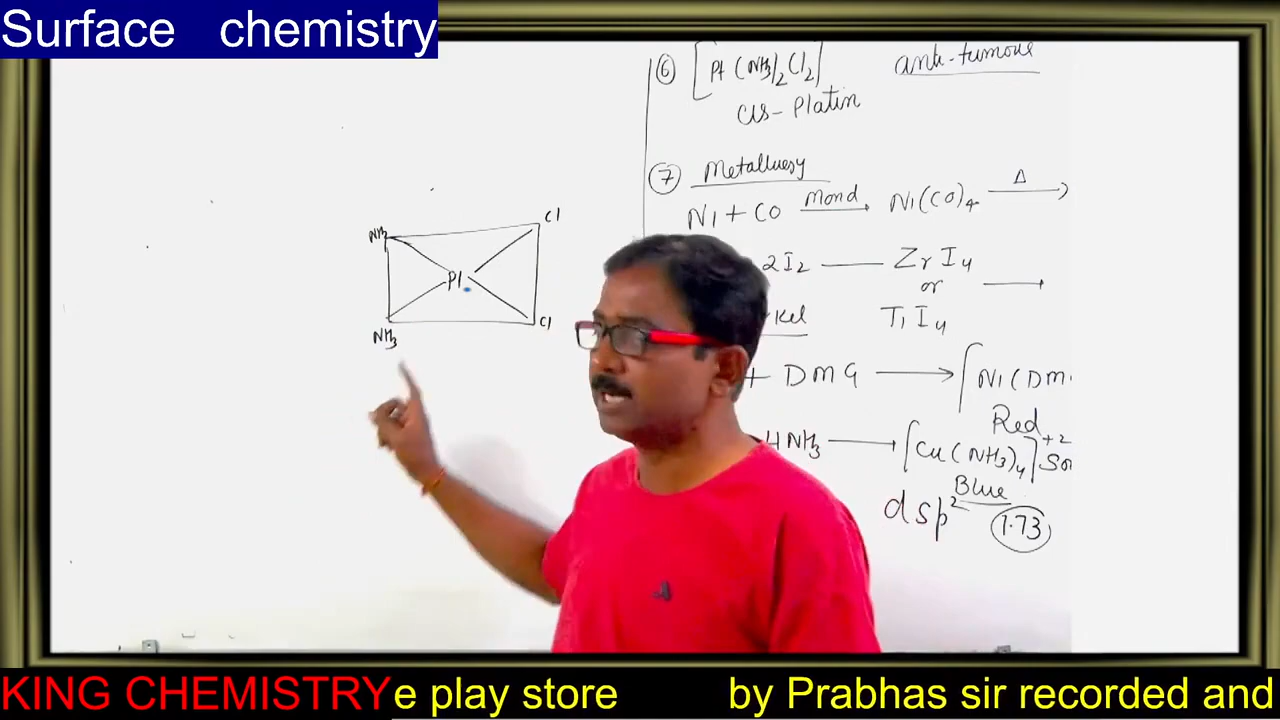 Surface chemistry
⑥ [Pt(NH3)2Cl2] anti-tumour
Cis-Platin
⑦ Metallurgy
Ni + CO Mond→ Ni(CO)4 Δ→
2I2 — ZrI4
or →
TiI4
kel
+ DMG → [Ni(DM
Red
4NH3 → [Cu(NH3)4]+2 So
Blue
dsp2 1.73
NH3 Cl
Pt
NH3 Cl
A
KING CHEMISTRYe play store by Prabhas sir recorded and